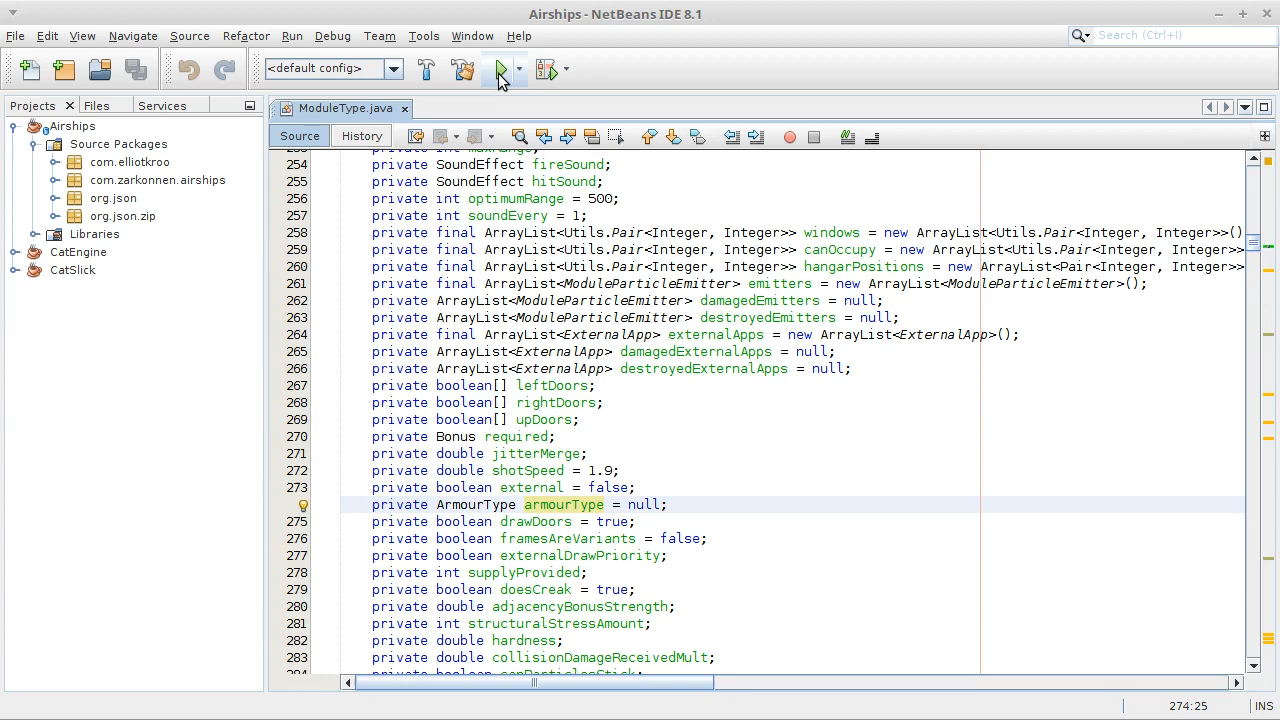 Airships - NetBeans IDE 8.1
File Edit View Navigate Source Refactor Run Debug Team Tools Window Help
Search (Ctrl+I)
<default config>
Projects Files Services
Airships
Source Packages
com.elliotkroo
com.zarkonnen.airships
org.json
org.json.zip
Libraries
CatEngine
CatSlick
ModuleType.java
Source History
254 private SoundEffect fireSound;
255 private SoundEffect hitSound;
256 private int optimumRange = 500;
257 private int soundEvery = 1;
258 private final ArrayList<Utils.Pair<Integer, Integer>> windows = new ArrayList<Utils.Pair<Integer, Integer>>()
259 private final ArrayList<Utils.Pair<Integer, Integer>> canOccupy = new ArrayList<Utils.Pair<Integer, Integer>>
260 private final ArrayList<Utils.Pair<Integer, Integer>> hangarPositions = new ArrayList<Pair<Integer, Integer>>
261 private final ArrayList<ModuleParticleEmitter> emitters = new ArrayList<ModuleParticleEmitter>();
262 private ArrayList<ModuleParticleEmitter> damagedEmitters = null;
263 private ArrayList<ModuleParticleEmitter> destroyedEmitters = null;
264 private final ArrayList<ExternalApp> externalApps = new ArrayList<ExternalApp>();
265 private ArrayList<ExternalApp> damagedExternalApps = null;
266 private ArrayList<ExternalApp> destroyedExternalApps = null;
267 private boolean[] leftDoors;
268 private boolean[] rightDoors;
269 private boolean[] upDoors;
270 private Bonus required;
271 private double jitterMerge;
272 private double shotSpeed = 1.9;
273 private boolean external = false;
private ArmourType armourType = null;
275 private boolean drawDoors = true;
276 private boolean framesAreVariants = false;
277 private boolean externalDrawPriority;
278 private int supplyProvided;
279 private boolean doesCreak = true;
280 private double adjacencyBonusStrength;
281 private int structuralStressAmount;
282 private double hardness;
283 private double collisionDamageReceivedMult;
274:25 INS